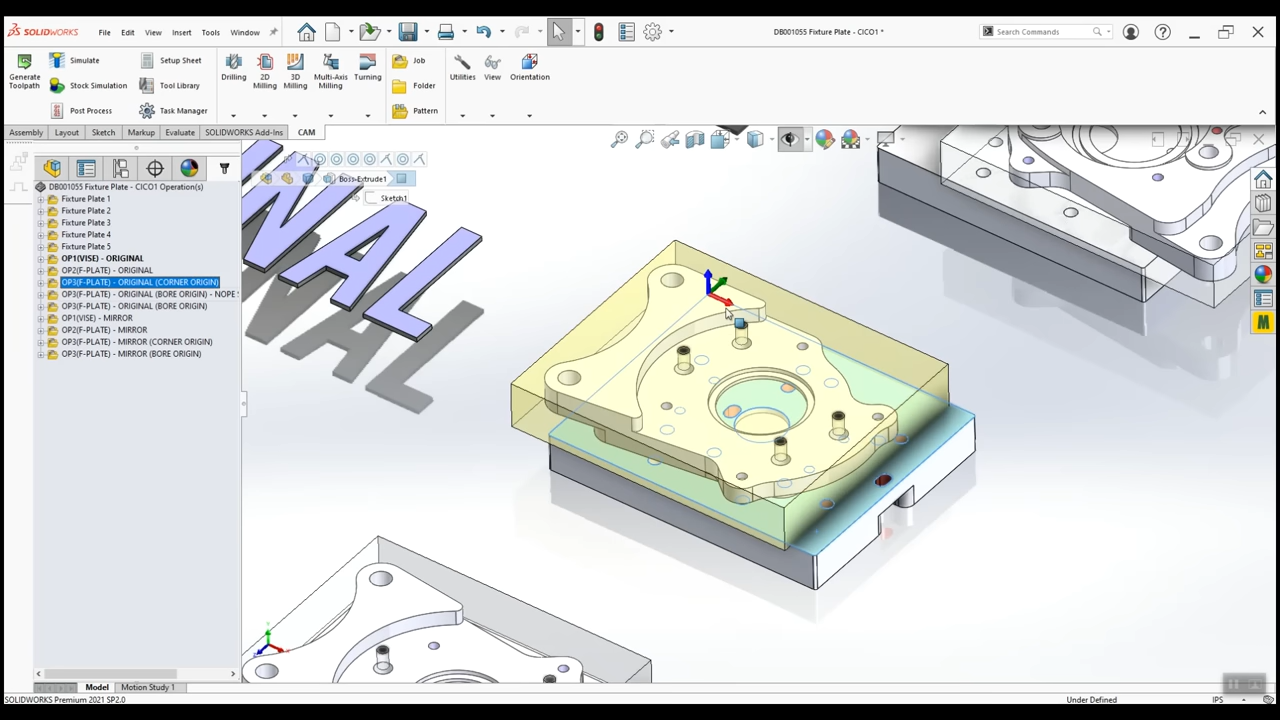 SOLIDWORKS
File Edit View Insert Tools Window
DB001055 Fixture Plate - CICO1 *
Search Commands
Generate Toolpath
Simulate
Setup Sheet
Stock Simulation
Tool Library
Post Process
Task Manager
Drilling
2D Milling
3D Milling
Multi-Axis Milling
Turning
Job
Folder
Pattern
Utilities
View
Orientation
Assembly Layout Sketch Markup Evaluate SOLIDWORKS Add-Ins CAM
Boss-Extrude1
Sketch1
DB001055 Fixture Plate - CICO1 Operation(s)
Fixture Plate 1
Fixture Plate 2
Fixture Plate 3
Fixture Plate 4
Fixture Plate 5
OP1(VISE) - ORIGINAL
OP2(F-PLATE) - ORIGINAL
OP3(F-PLATE) - ORIGINAL (CORNER ORIGIN)
OP3(F-PLATE) - ORIGINAL (BORE ORIGIN) - NOPE
OP3(F-PLATE) - ORIGINAL (BORE ORIGIN)
OP1(VISE) - MIRROR
OP2(F-PLATE) - MIRROR
OP3(F-PLATE) - MIRROR (CORNER ORIGIN)
OP3(F-PLATE) - MIRROR (BORE ORIGIN)
NAL
M
Model Motion Study 1
SOLIDWORKS Premium 2021 SP2.0
Under Defined
IPS